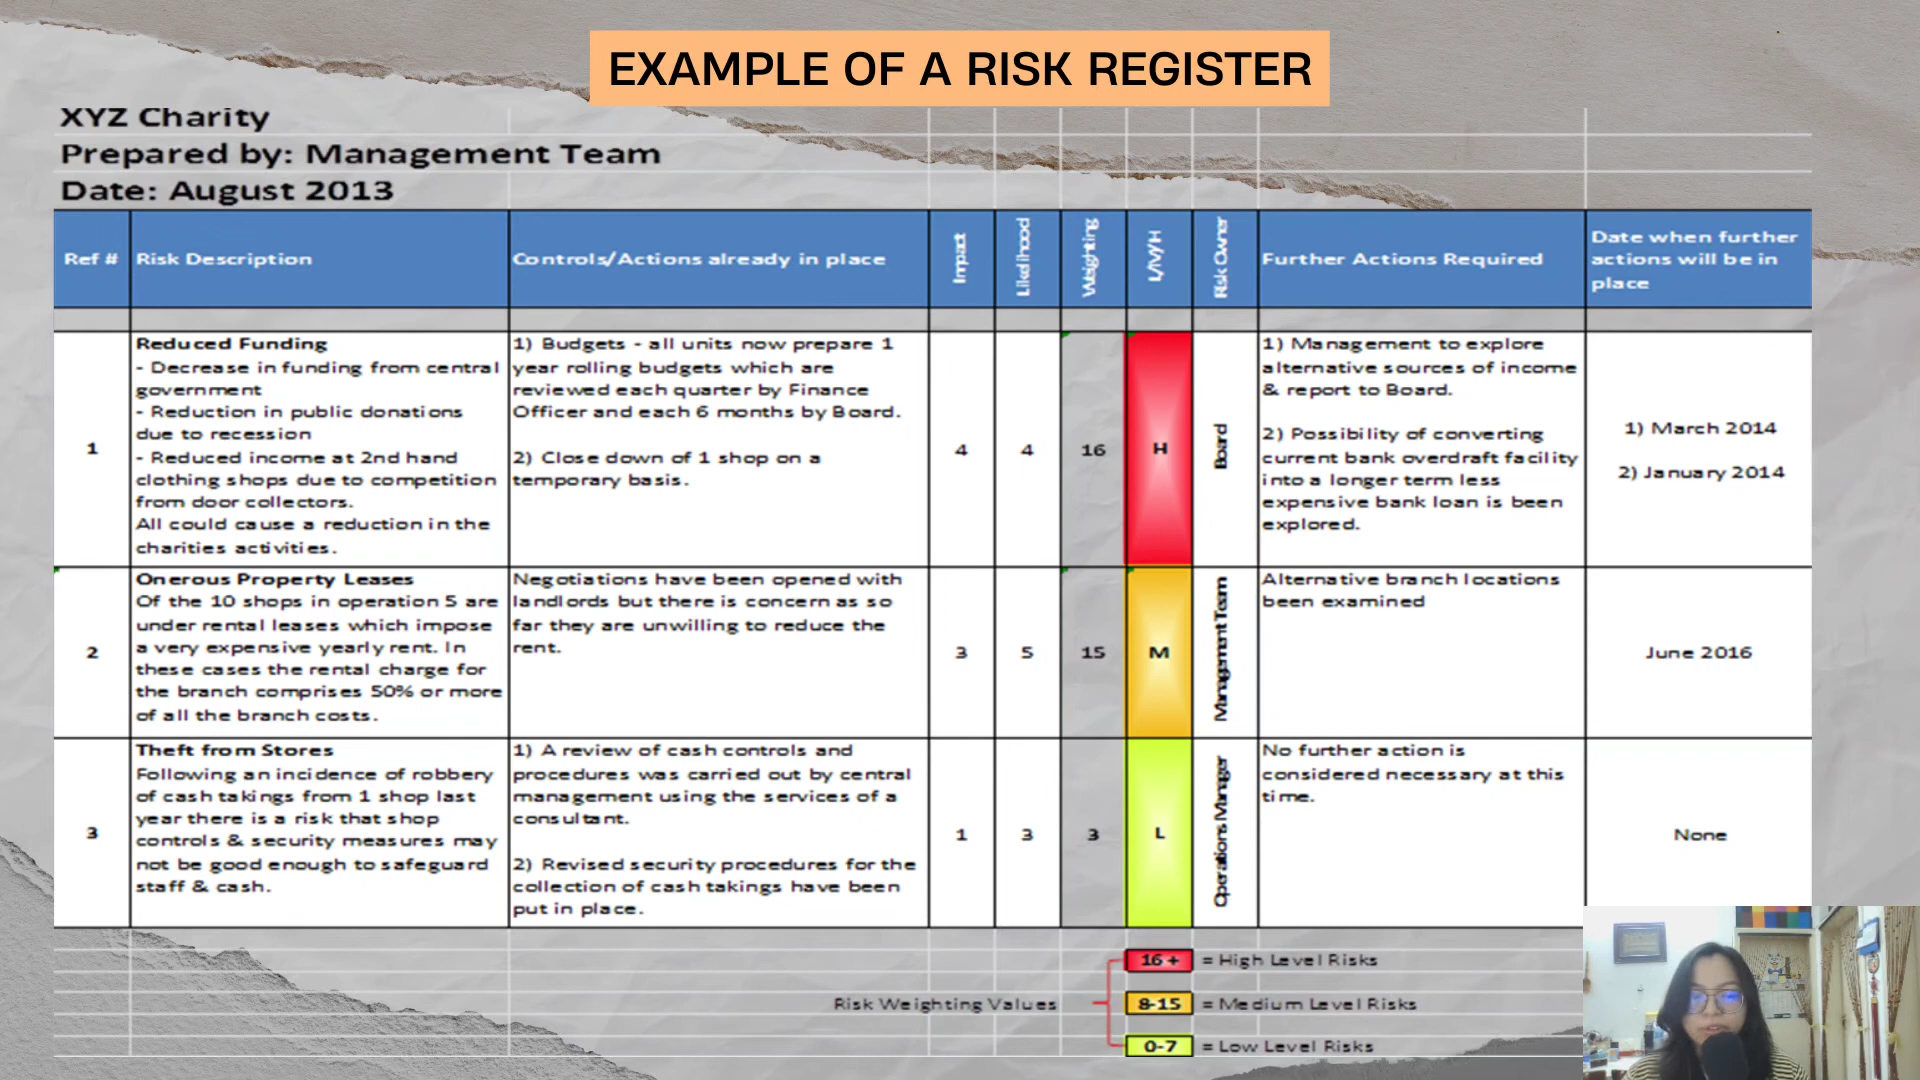 EXAMPLE OF A RISK REGISTER
XYZ Charity
Prepared by: Management Team
Date: August 2013
Ref #
Risk Description
Controls/Actions already in place
Impact
Likelihood
Weighting
L/M/H
Risk Owner
Further Actions Required
Date when further
actions will be in
place
1
Reduced Funding
- Decrease in funding from central
government
- Reduction in public donations
due to recession
- Reduced income at 2nd hand
clothing shops due to competition
from door collectors.
All could cause a reduction in the
charities activities.
1) Budgets - all units now prepare 1
year rolling budgets which are
reviewed each quarter by Finance
Officer and each 6 months by Board.
2) Close down of 1 shop on a
temporary basis.
4
4
16
H
Board
1) Management to explore
alternative sources of income
& report to Board.
2) Possibility of converting
current bank overdraft facility
into a longer term less
expensive bank loan is been
explored.
1) March 2014
2) January 2014
2
Onerous Property Leases
Of the 10 shops in operation 5 are
under rental leases which impose
a very expensive yearly rent. In
these cases the rental charge for
the branch comprises 50% or more
of all the branch costs.
Negotiations have been opened with
landlords but there is concern as so
far they are unwilling to reduce the
rent.
3
5
15
M
Management Team
Alternative branch locations
been examined
June 2016
3
Theft from Stores
Following an incidence of robbery
of cash takings from 1 shop last
year there is a risk that shop
controls & security measures may
not be good enough to safeguard
staff & cash.
1) A review of cash controls and
procedures was carried out by central
management using the services of a
consultant.
2) Revised security procedures for the
collection of cash takings have been
put in place.
1
3
3
L
Operations Manager
No further action is
considered necessary at this
time.
None
Risk Weighting Values
16 + = High Level Risks
8-15 = Medium Level Risks
0-7 = Low Level Risks